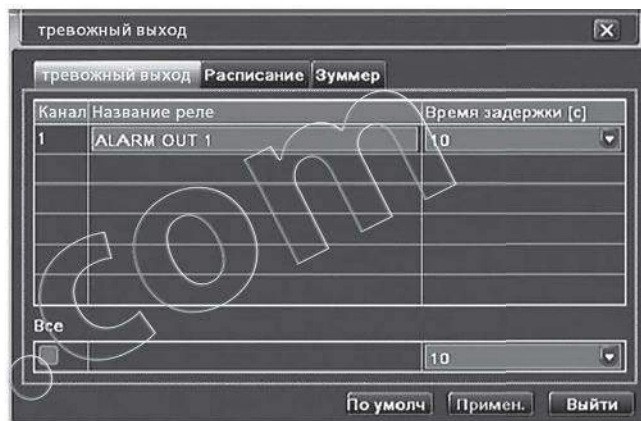 тревожный выход
тревожный выход Расписание Зуммер
Канал Название реле Время задержки [с]
1 ALARM OUT 1 10
Все
10
По умолч Примен. Выйти
.com